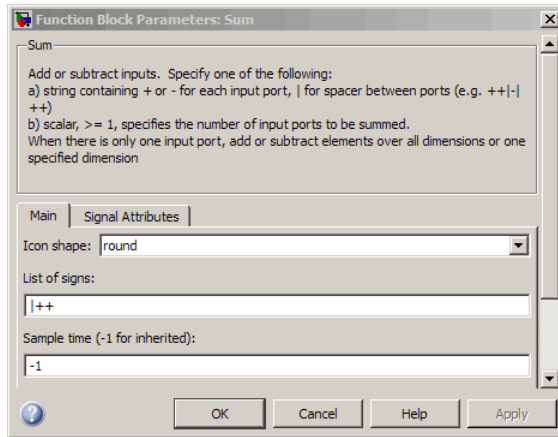 Function Block Parameters: Sum
Sum
Add or subtract inputs.  Specify one of the following:
a) string containing + or - for each input port, | for spacer between ports (e.g. ++|-|
++)
b) scalar, >= 1, specifies the number of input ports to be summed.
When there is only one input port, add or subtract elements over all dimensions or one
specified dimension
Main Signal Attributes
Icon shape: round
List of signs:
|++
Sample time (-1 for inherited):
-1
OK Cancel Help Apply